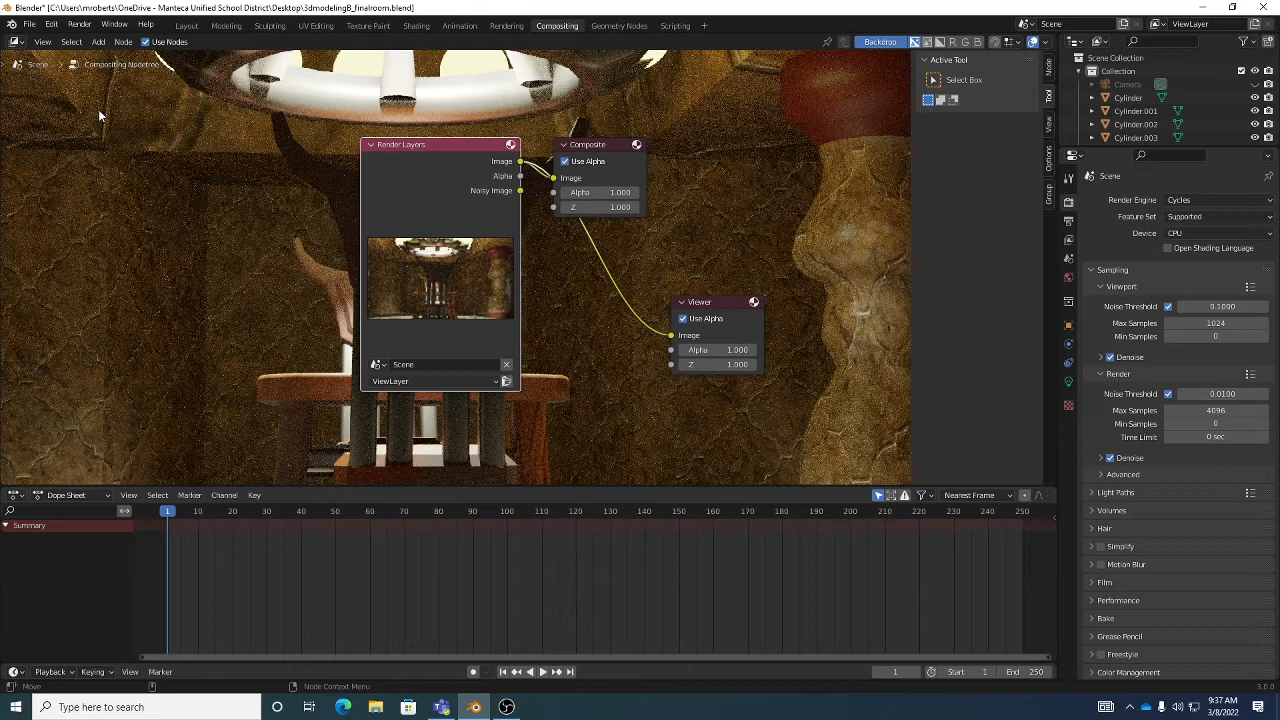 Blender* [C:\Users\mroberts\OneDrive - Manteca Unified School District\Desktop\3dmodelingB_finalroom.blend]
File Edit Render Window Help Layout Modeling Sculpting UV Editing Texture Paint Shading Animation Rendering Compositing Geometry Nodes Scripting + Scene ViewLayer
View Select Add Node Use Nodes Backdrop R G B
Scene > Compositing Nodetree
Active Tool
Select Box
Node
Tool
View
Options
Group
Render Layers
Image
Alpha
Noisy Image
Scene
ViewLayer
Composite
Use Alpha
Image
Alpha 1.000
Z 1.000
Viewer
Use Alpha
Image
Alpha 1.000
Z 1.000
Scene Collection
Collection
Camera
Cylinder
Cylinder.001
Cylinder.002
Cylinder.003
Scene
Render Engine Cycles
Feature Set Supported
Device CPU
Open Shading Language
Sampling
Viewport
Noise Threshold 0.1000
Max Samples 1024
Min Samples 0
Denoise
Render
Noise Threshold 0.0100
Max Samples 4096
Min Samples 0
Time Limit 0 sec
Denoise
Advanced
Light Paths
Volumes
Hair
Simplify
Motion Blur
Film
Performance
Bake
Grease Pencil
Freestyle
Color Management
Dope Sheet View Select Marker Channel Key Nearest Frame
1 10 20 30 40 50 60 70 80 90 100 110 120 130 140 150 160 170 180 190 200 210 220 230 240 250
Summary
Playback Keying View Marker 1 Start 1 End 250
Move Node Context Menu 3.0.0
Type here to search
9:37 AM
3/8/2022